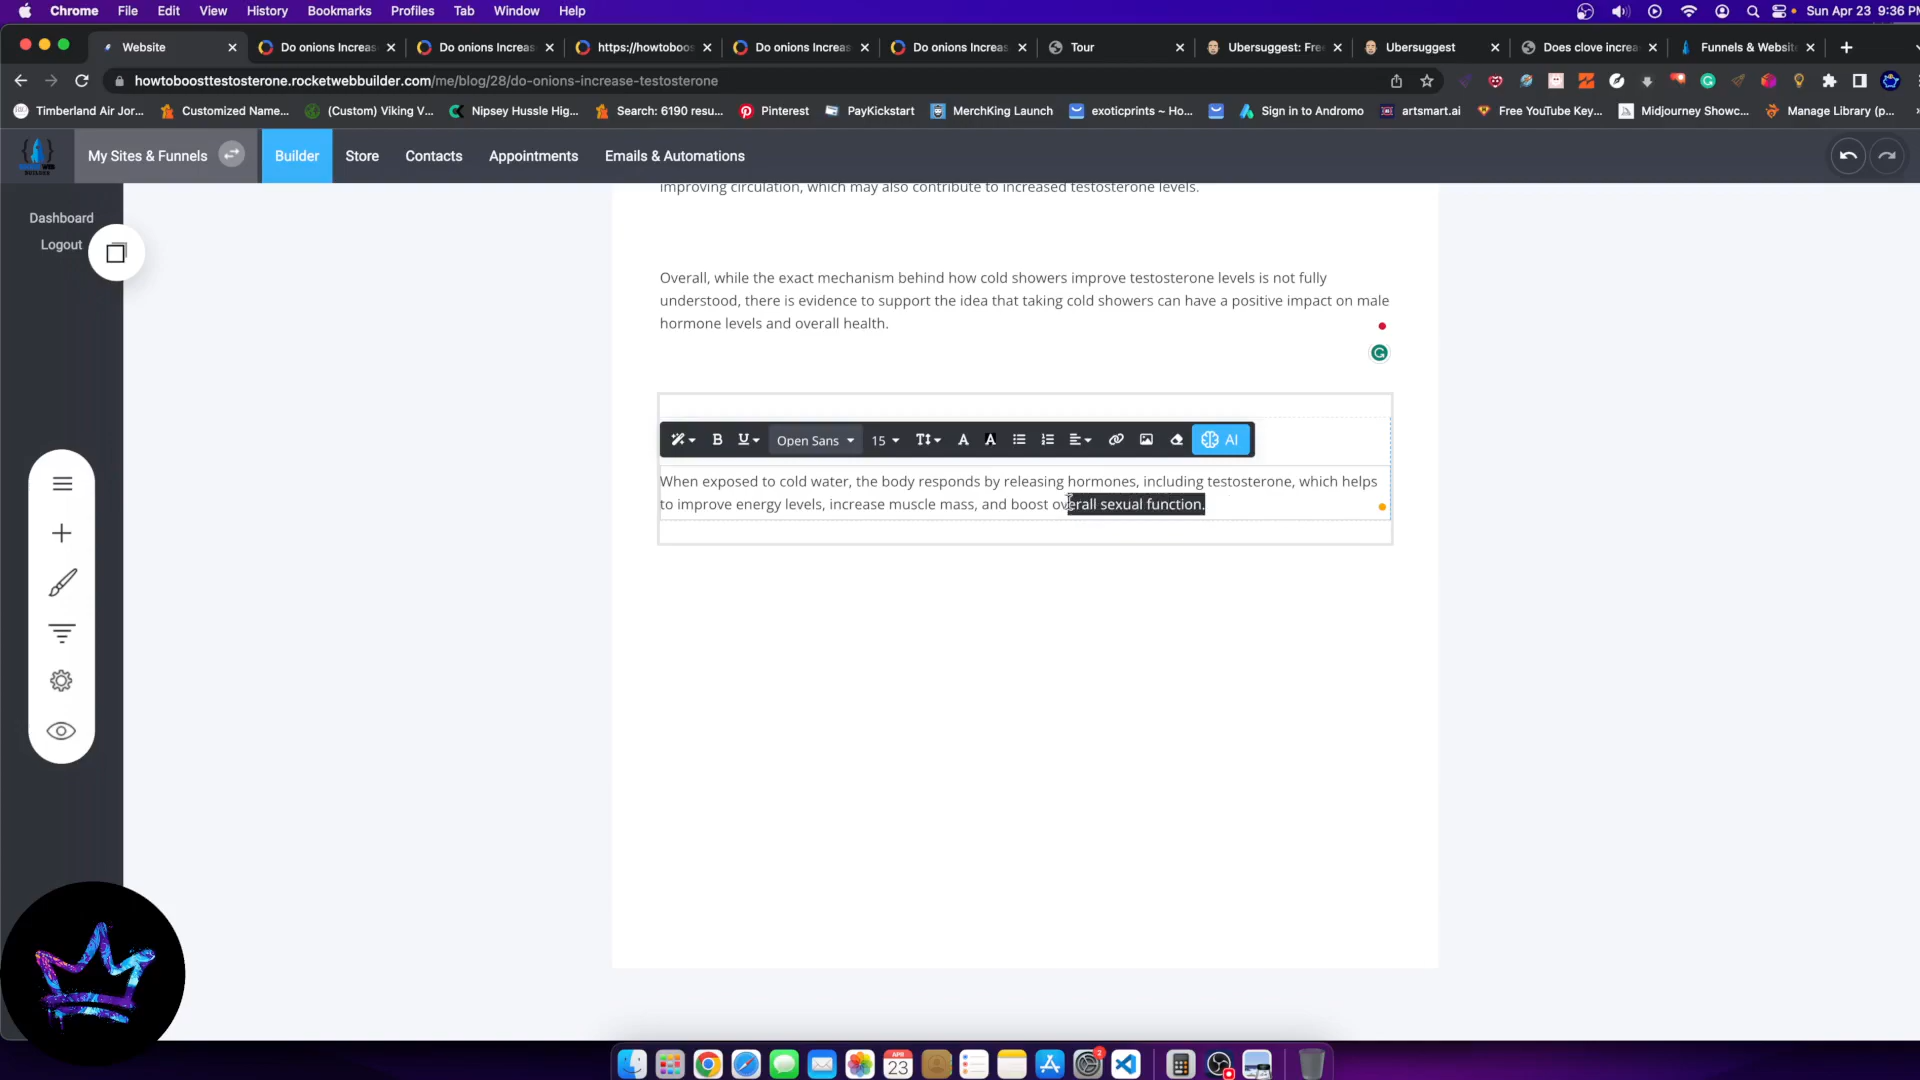 Chrome File Edit View History Bookmarks Profiles Tab Window Help
Sun Apr 23 9:36 PM
Website
Do onions Increas
Do onions Increas
https://howtoboos
Do onions Increas
Do onions Increas
Tour
Ubersuggest: Fre
Ubersuggest
Does clove increa
Funnels & Websit
howtoboosttestosterone.rocketwebbuilder.com/me/blog/28/do-onions-increase-testosterone
Timberland Air Jor...
Customized Name...
(Custom) Viking V...
Nipsey Hussle Hig...
Search: 6190 resu...
Pinterest
PayKickstart
MerchKing Launch
exoticprints ~ Ho...
Sign in to Andromo
artsmart.ai
Free YouTube Key...
Midjourney Showc...
Manage Library (p...
My Sites & Funnels
Builder
Store
Contacts
Appointments
Emails & Automations
Dashboard
Logout
improving circulation, which may also contribute to increased testosterone levels.
Overall, while the exact mechanism behind how cold showers improve testosterone levels is not fully
understood, there is evidence to support the idea that taking cold showers can have a positive impact on male
hormone levels and overall health.
B U Open Sans 15 A A AI
When exposed to cold water, the body responds by releasing hormones, including testosterone, which helps
to improve energy levels, increase muscle mass, and boost overall sexual function.
APR
23
2